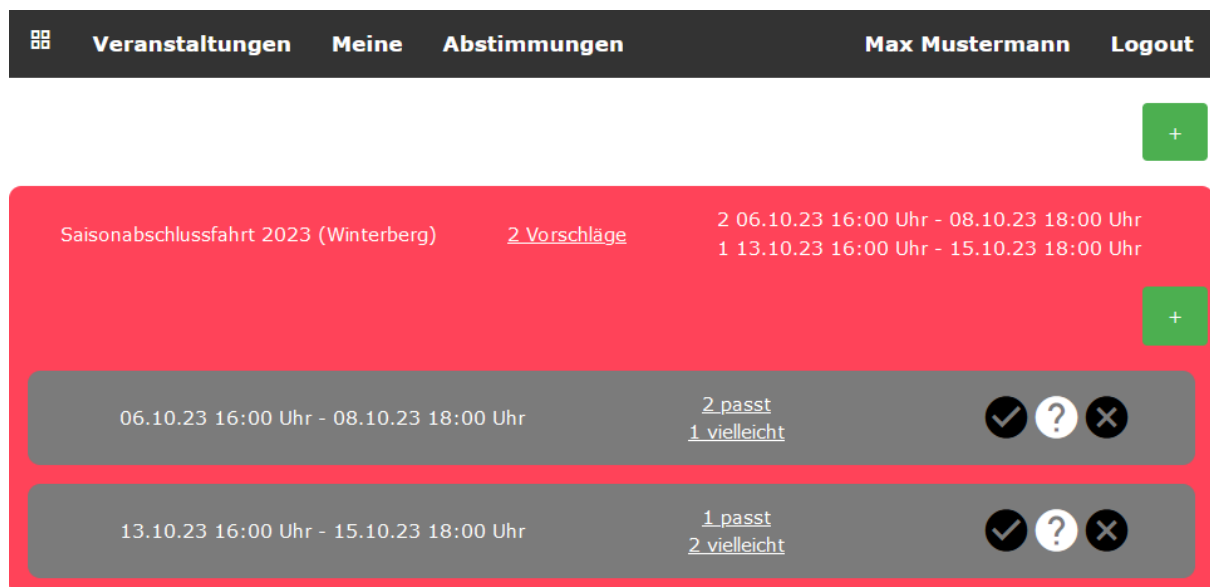 Veranstaltungen Meine Abstimmungen Max Mustermann Logout
+
Saisonabschlussfahrt 2023 (Winterberg) 2 Vorschläge 2 06.10.23 16:00 Uhr - 08.10.23 18:00 Uhr
1 13.10.23 16:00 Uhr - 15.10.23 18:00 Uhr
+
06.10.23 16:00 Uhr - 08.10.23 18:00 Uhr 2 passt
1 vielleicht
?
13.10.23 16:00 Uhr - 15.10.23 18:00 Uhr 1 passt
2 vielleicht
?